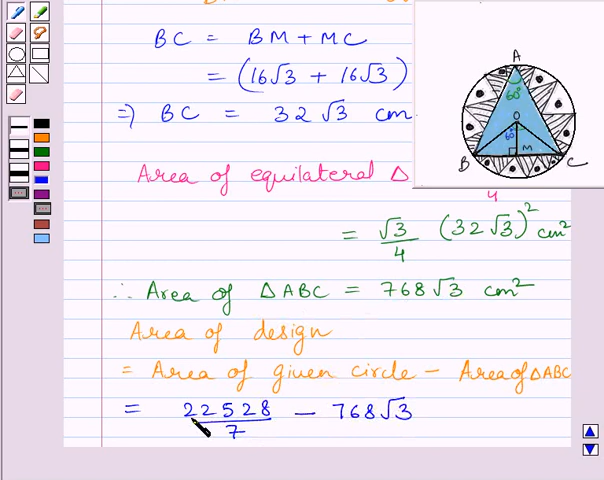 BC = BM + MC
= (16√3 + 16√3)
⇒ BC = 32√3 cm
Area of equilateral Δ
4
= √3/4 (32√3)² cm²
∴ Area of ΔABC = 768√3 cm²
Area of design
= Area of given circle − Area of ΔABC
= 22528/7 − 768√3
A
60°
O
60°
B
M
C